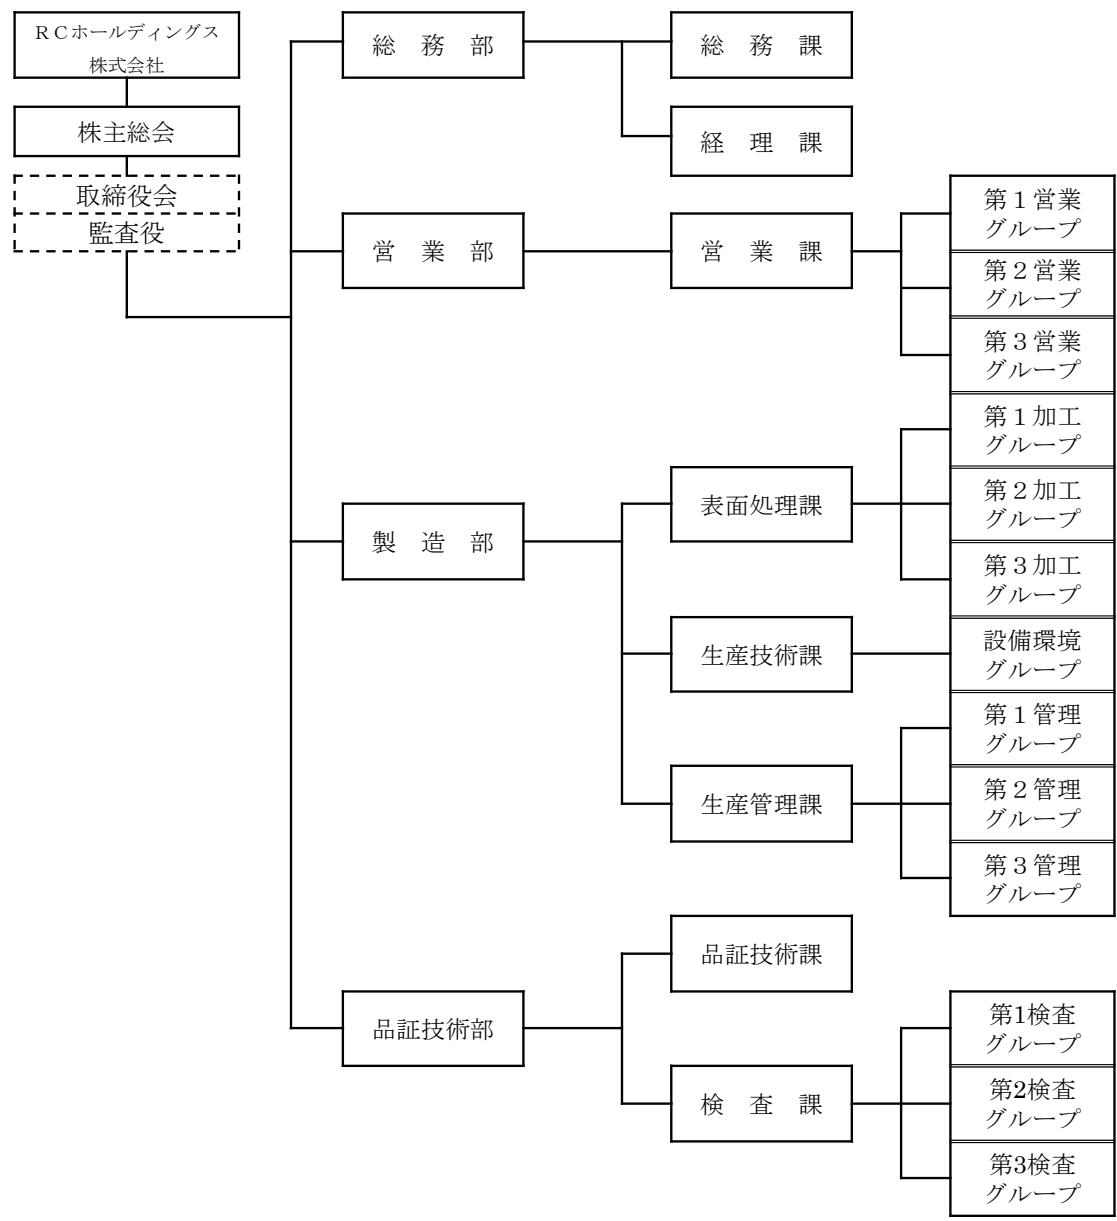 ＲＣホールディングス
株式会社
株主総会
取締役会
監査役
総　務　部
総　務　課
経　理　課
営　業　部
営　業　課
第１営業
グループ
第２営業
グループ
第３営業
グループ
製　造　部
表面処理課
第１加工
グループ
第２加工
グループ
第３加工
グループ
生産技術課
設備環境
グループ
生産管理課
第１管理
グループ
第２管理
グループ
第３管理
グループ
品証技術部
品証技術課
検　査　課
第1検査
グループ
第2検査
グループ
第3検査
グループ